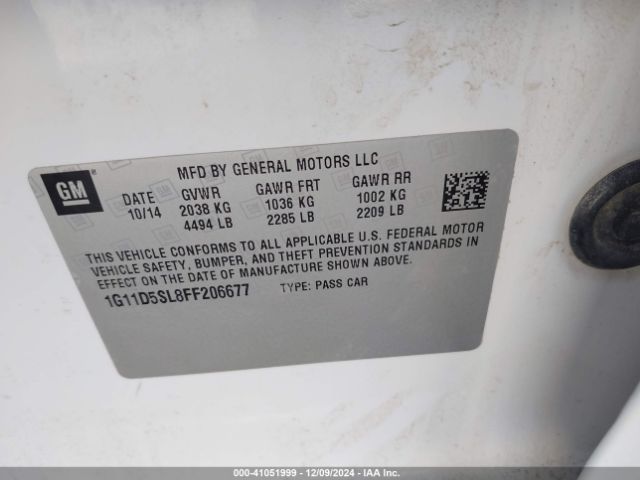 MFD BY GENERAL MOTORS LLC
GM ®
DATE GVWR GAWR FRT GAWR RR
10/14 2038 KG 1036 KG 1002 KG
4494 LB 2285 LB 2209 LB
THIS VEHICLE CONFORMS TO ALL APPLICABLE U.S. FEDERAL MOTOR
VEHICLE SAFETY, BUMPER, AND THEFT PREVENTION STANDARDS IN
EFFECT ON THE DATE OF MANUFACTURE SHOWN ABOVE.
1G11D5SL8FF206677 TYPE: PASS CAR
000-41051999 - 12/09/2024 - IAA Inc.